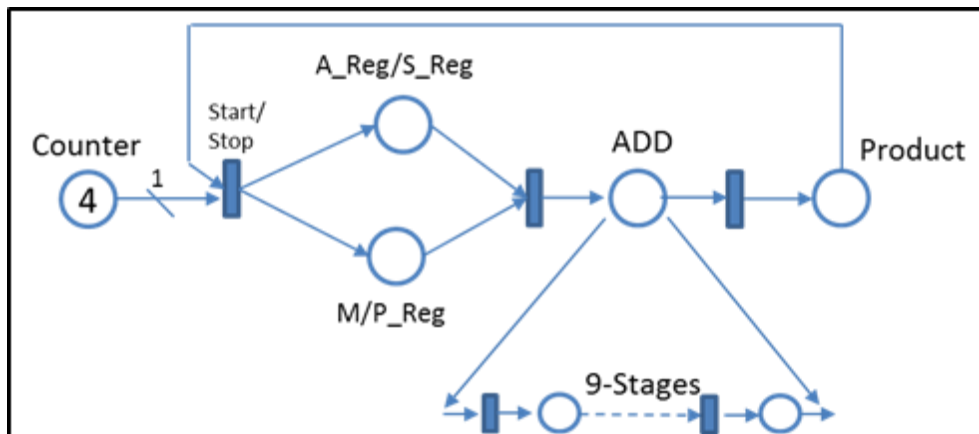 A_Reg/S_Reg
Start/
Stop
Counter
1
4
ADD
Product
M/P_Reg
9-Stages